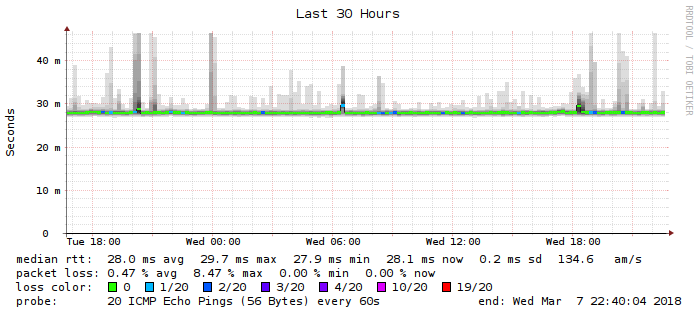 Last 30 Hours
RRDTOOL / TOBI OETIKER
Seconds
40 m
30 m
20 m
10 m
0
Tue 18:00 Wed 00:00 Wed 06:00 Wed 12:00 Wed 18:00
median rtt: 28.0 ms avg 29.7 ms max 27.9 ms min 28.1 ms now 0.2 ms sd 134.6 am/s
packet loss: 0.47 % avg 8.47 % max 0.00 % min 0.00 % now
loss color: 0 1/20 2/20 3/20 4/20 10/20 19/20
probe: 20 ICMP Echo Pings (56 Bytes) every 60s end: Wed Mar 7 22:40:04 2018